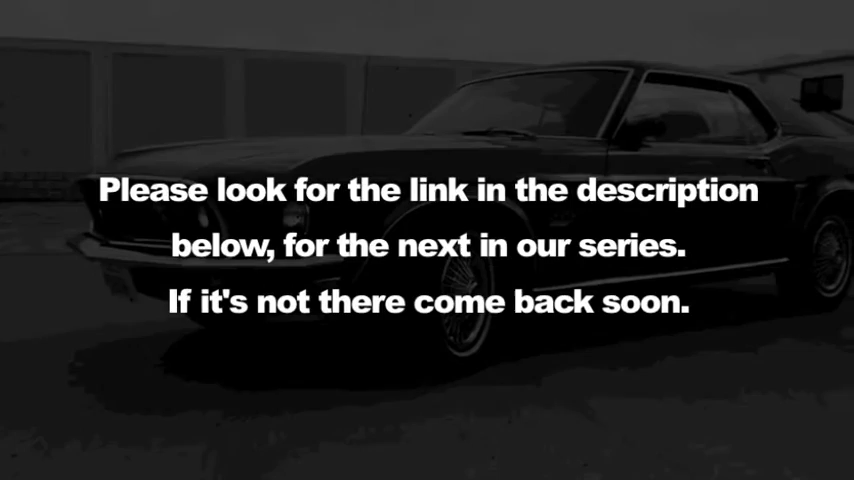 Please look for the link in the description
below, for the next in our series.
If it's not there come back soon.